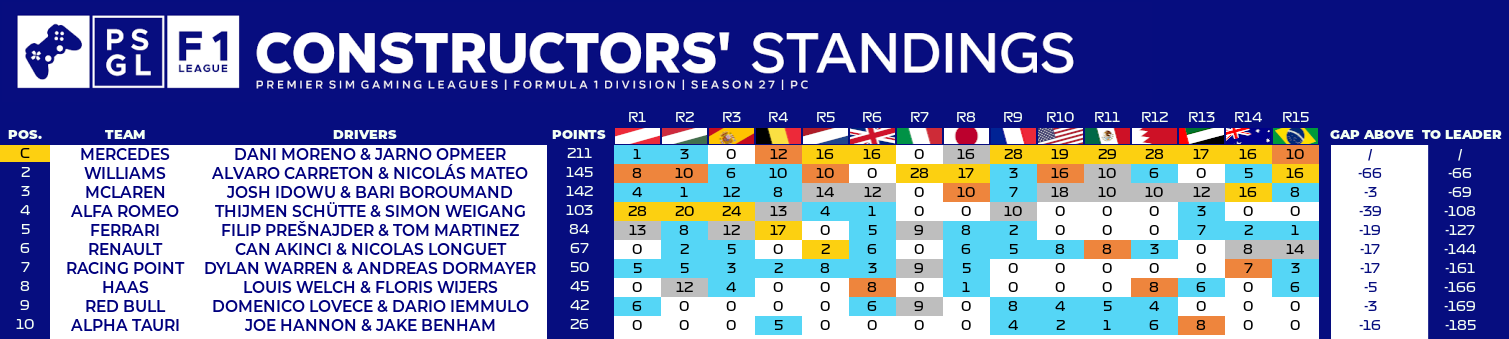 PS
GL
F1
LEAGUE
CONSTRUCTORS' STANDINGS
PREMIER SIM GAMING LEAGUES | FORMULA 1 DIVISION | SEASON 27 | PC
R1 R2 R3 R4 R5 R6 R7 R8 R9 R10 R11 R12 R13 R14 R15
POS. TEAM DRIVERS POINTS GAP ABOVE TO LEADER
C MERCEDES DANI MORENO & JARNO OPMEER 211 1 3 0 12 16 16 0 16 28 19 29 28 17 16 10 / /
2 WILLIAMS ALVARO CARRETON & NICOLÁS MATEO 145 8 10 6 10 10 0 28 17 3 16 10 6 0 5 16 -66 -66
3 MCLAREN JOSH IDOWU & BARI BOROUMAND 142 4 1 12 8 14 12 0 10 7 18 10 10 12 16 8 -3 -69
4 ALFA ROMEO THIJMEN SCHÜTTE & SIMON WEIGANG 103 28 20 24 13 4 1 0 0 10 0 0 0 3 0 0 -39 -108
5 FERRARI FILIP PREŠNAJDER & TOM MARTINEZ 84 13 8 12 17 0 5 9 8 2 0 0 0 7 2 1 -19 -127
6 RENAULT CAN AKINCI & NICOLAS LONGUET 67 0 2 5 0 2 6 0 6 5 8 8 3 0 8 14 -17 -144
7 RACING POINT DYLAN WARREN & ANDREAS DORMAYER 50 5 5 3 2 8 3 9 5 0 0 0 0 0 7 3 -17 -161
8 HAAS LOUIS WELCH & FLORIS WIJERS 45 0 12 4 0 0 8 0 1 0 0 0 8 6 0 6 -5 -166
9 RED BULL DOMENICO LOVECE & DARIO IEMMULO 42 6 0 0 0 0 6 9 0 8 4 5 4 0 0 0 -3 -169
10 ALPHA TAURI JOE HANNON & JAKE BENHAM 26 0 0 0 5 0 0 0 0 4 2 1 6 8 0 0 -16 -185